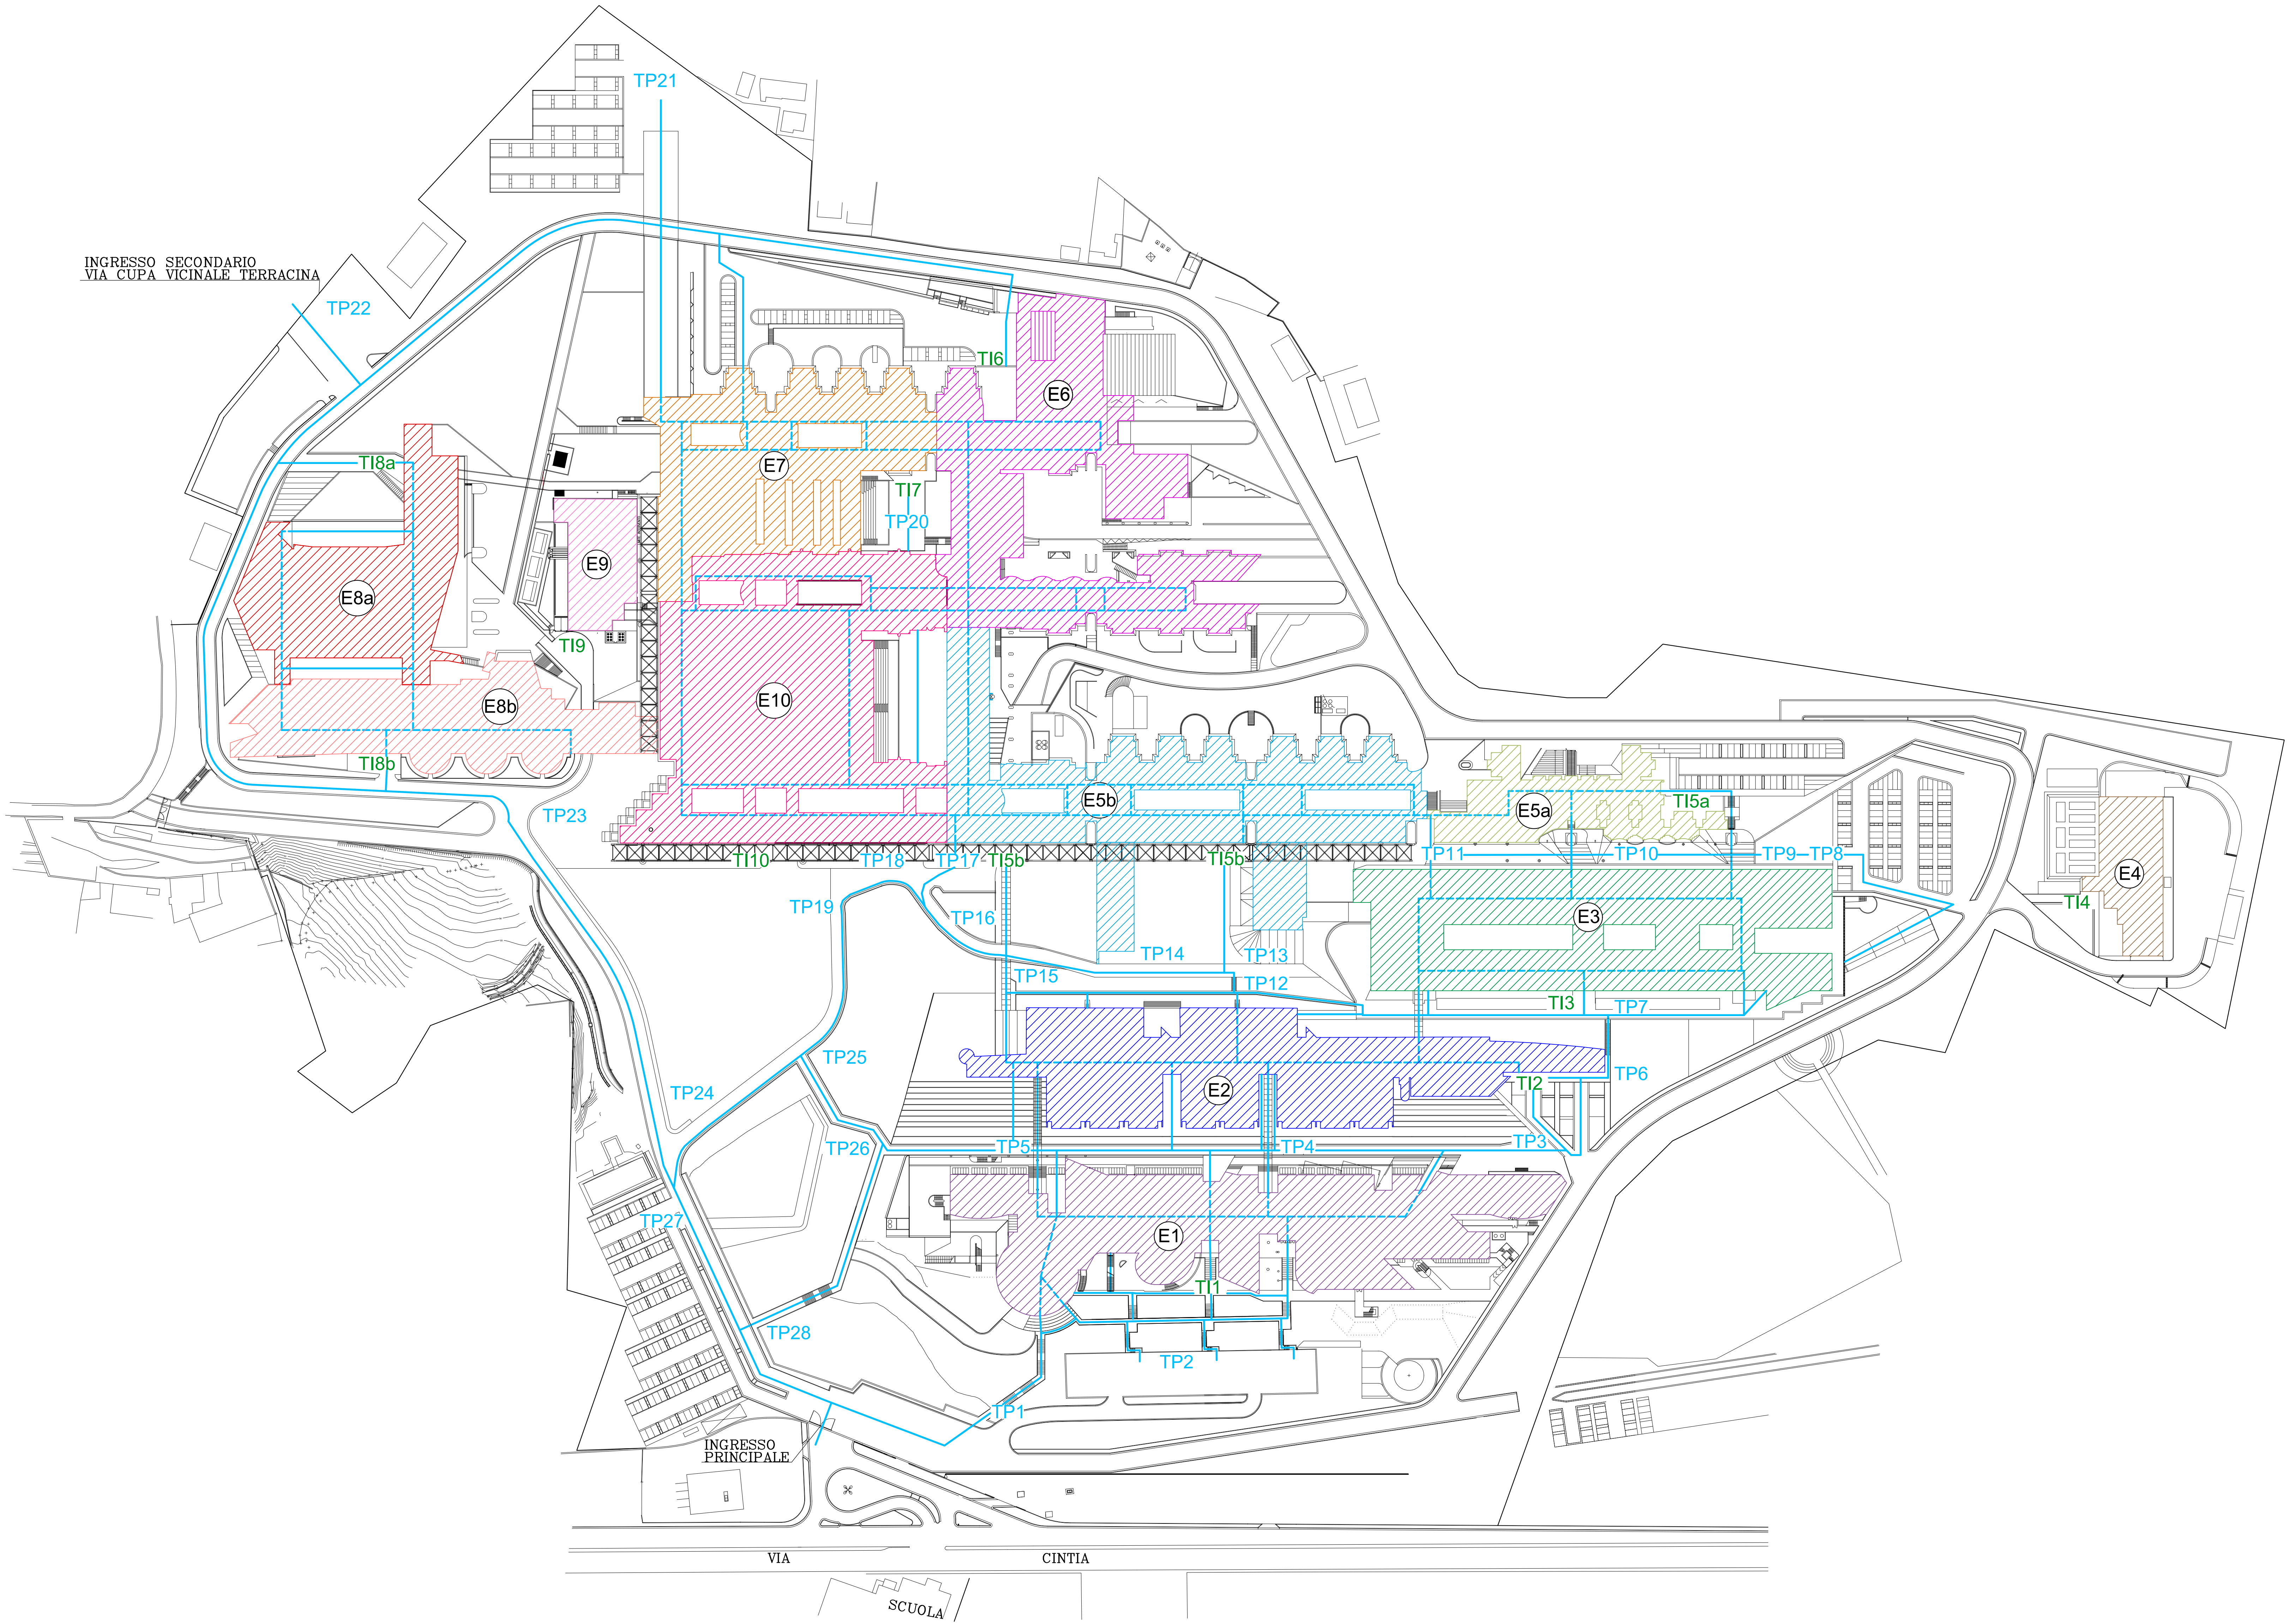 TP21
INGRESSO SECONDARIO
VIA CUPA VICINALE TERRACINA
TP22
TI6
E6
TI8a
E7
TI7
TP20
E9
E8a
TI9
E8b
E10
TI8b
TP23
E5b
E5a
TI5a
TI10
TP18
TP17
TI5b
TI5b
TP11
TP10
TP9
TP8
E4
TI4
TP19
TP16
E3
TP14
TP13
TP15
TP12
TI3
TP7
TP25
TP24
E2
TI2
TP6
TP26
TP5
TP4
TP3
TP27
E1
TI1
TP28
TP2
TP1
INGRESSO
PRINCIPALE
VIA CINTIA
SCUOLA